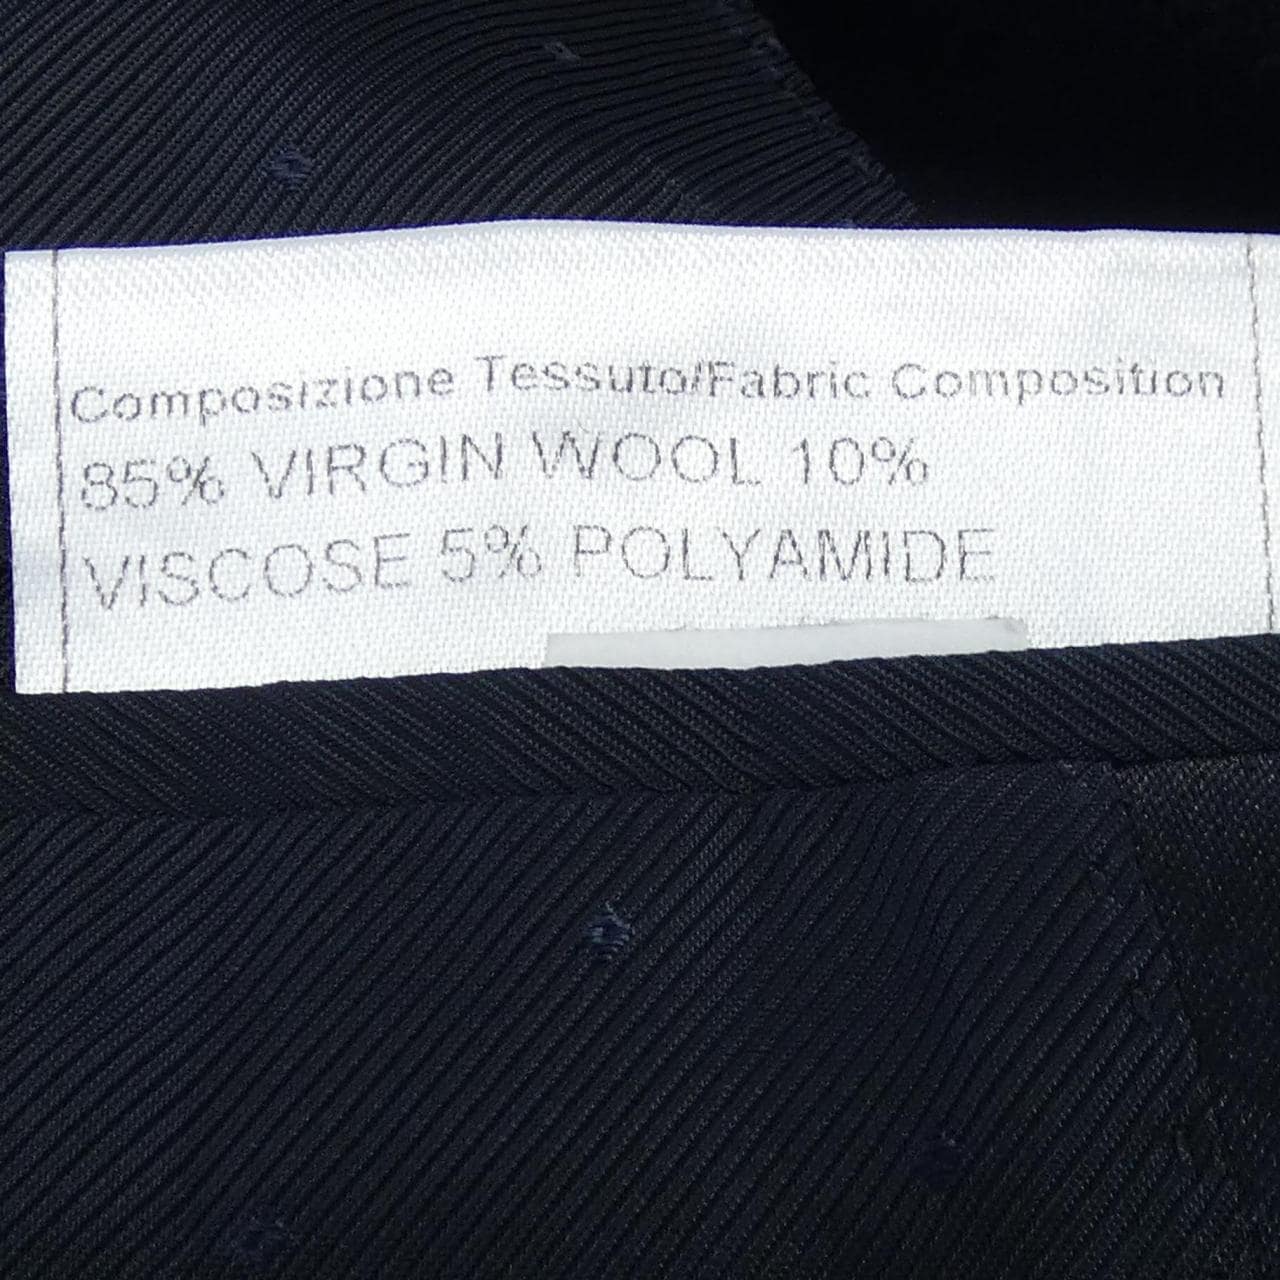 Composizione Tessuto/Fabric Composition
85% VIRGIN WOOL 10%
VISCOSE 5% POLYAMIDE